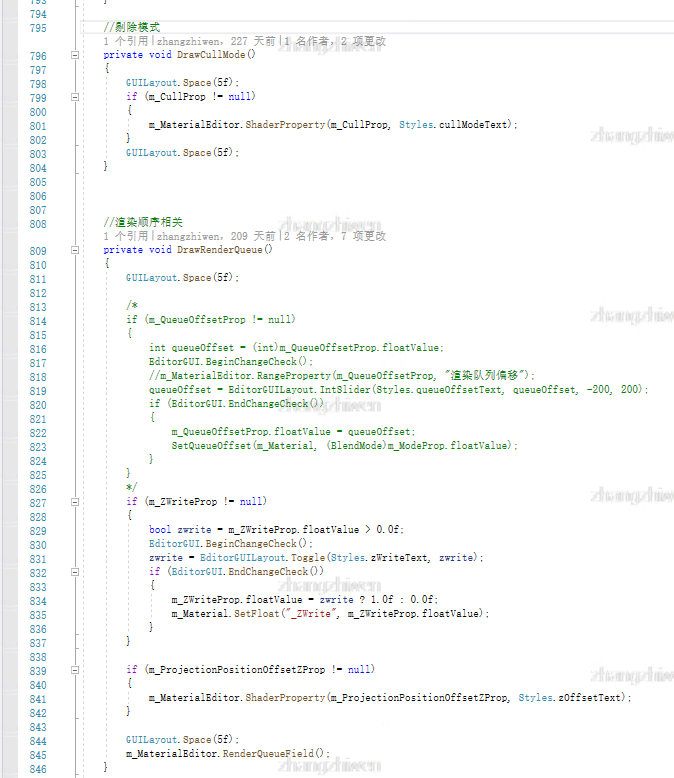 793 }
794
795 //剔除模式
1 个引用|zhangzhiwen，227 天前|1 名作者，2 项更改
796 private void DrawCullMode()
797 {
798 GUILayout.Space(5f);
799 if (m_CullProp != null)
800 {
801 m_MaterialEditor.ShaderProperty(m_CullProp, Styles.cullModeText);
802 }
803 GUILayout.Space(5f);
804 }
805
806
807
808 //渲染顺序相关
1 个引用|zhangzhiwen，209 天前|2 名作者，7 项更改
809 private void DrawRenderQueue()
810 {
811 GUILayout.Space(5f);
812
813 /*
814 if (m_QueueOffsetProp != null)
815 {
816 int queueOffset = (int)m_QueueOffsetProp.floatValue;
817 EditorGUI.BeginChangeCheck();
818 //m_MaterialEditor.RangeProperty(m_QueueOffsetProp, "渲染队列偏移");
819 queueOffset = EditorGUILayout.IntSlider(Styles.queueOffsetText, queueOffset, -200, 200);
820 if (EditorGUI.EndChangeCheck())
821 {
822 m_QueueOffsetProp.floatValue = queueOffset;
823 SetQueueOffset(m_Material, (BlendMode)m_ModeProp.floatValue);
824 }
825 }
826 */
827 if (m_ZWriteProp != null)
828 {
829 bool zwrite = m_ZWriteProp.floatValue > 0.0f;
830 EditorGUI.BeginChangeCheck();
831 zwrite = EditorGUILayout.Toggle(Styles.zWriteText, zwrite);
832 if (EditorGUI.EndChangeCheck())
833 {
834 m_ZWriteProp.floatValue = zwrite ? 1.0f : 0.0f;
835 m_Material.SetFloat("_ZWrite", m_ZWriteProp.floatValue);
836 }
837 }
838
839 if (m_ProjectionPositionOffsetZProp != null)
840 {
841 m_MaterialEditor.ShaderProperty(m_ProjectionPositionOffsetZProp, Styles.zOffsetText);
842 }
843
844 GUILayout.Space(5f);
845 m_MaterialEditor.RenderQueueField();
846 }